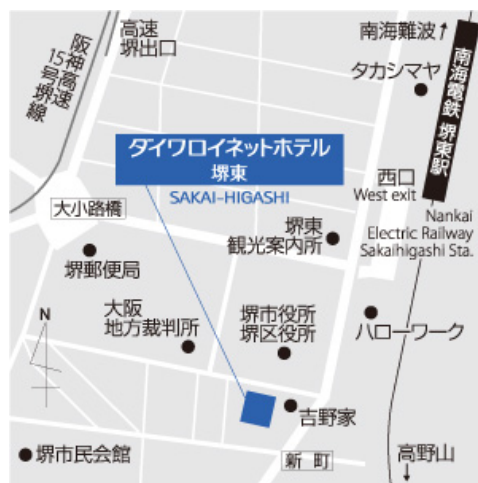 高速
堺出口
阪神高速
15号堺線
南海難波↑
タカシマヤ
南海電鉄 堺東駅
ダイワロイネットホテル
堺東
SAKAI-HIGASHI
西口
West exit
Nankai
Electric Railway
Sakaihigashi Sta.
大小路橋
堺東
観光案内所
堺郵便局
大阪
地方裁判所
堺市役所
堺区役所
ハローワーク
N
吉野家
堺市民会館
新町
高野山
↓